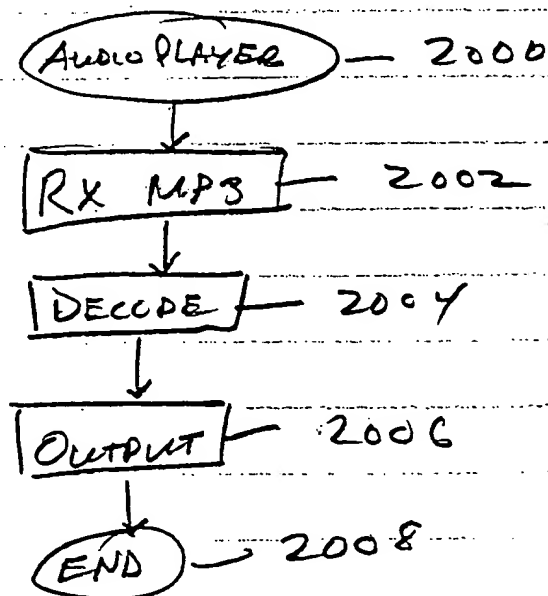 AUDIO PLAYER — 2000
RX MP3 — 2002
DECODE — 2004
OUTPUT — 2006
END — 2008